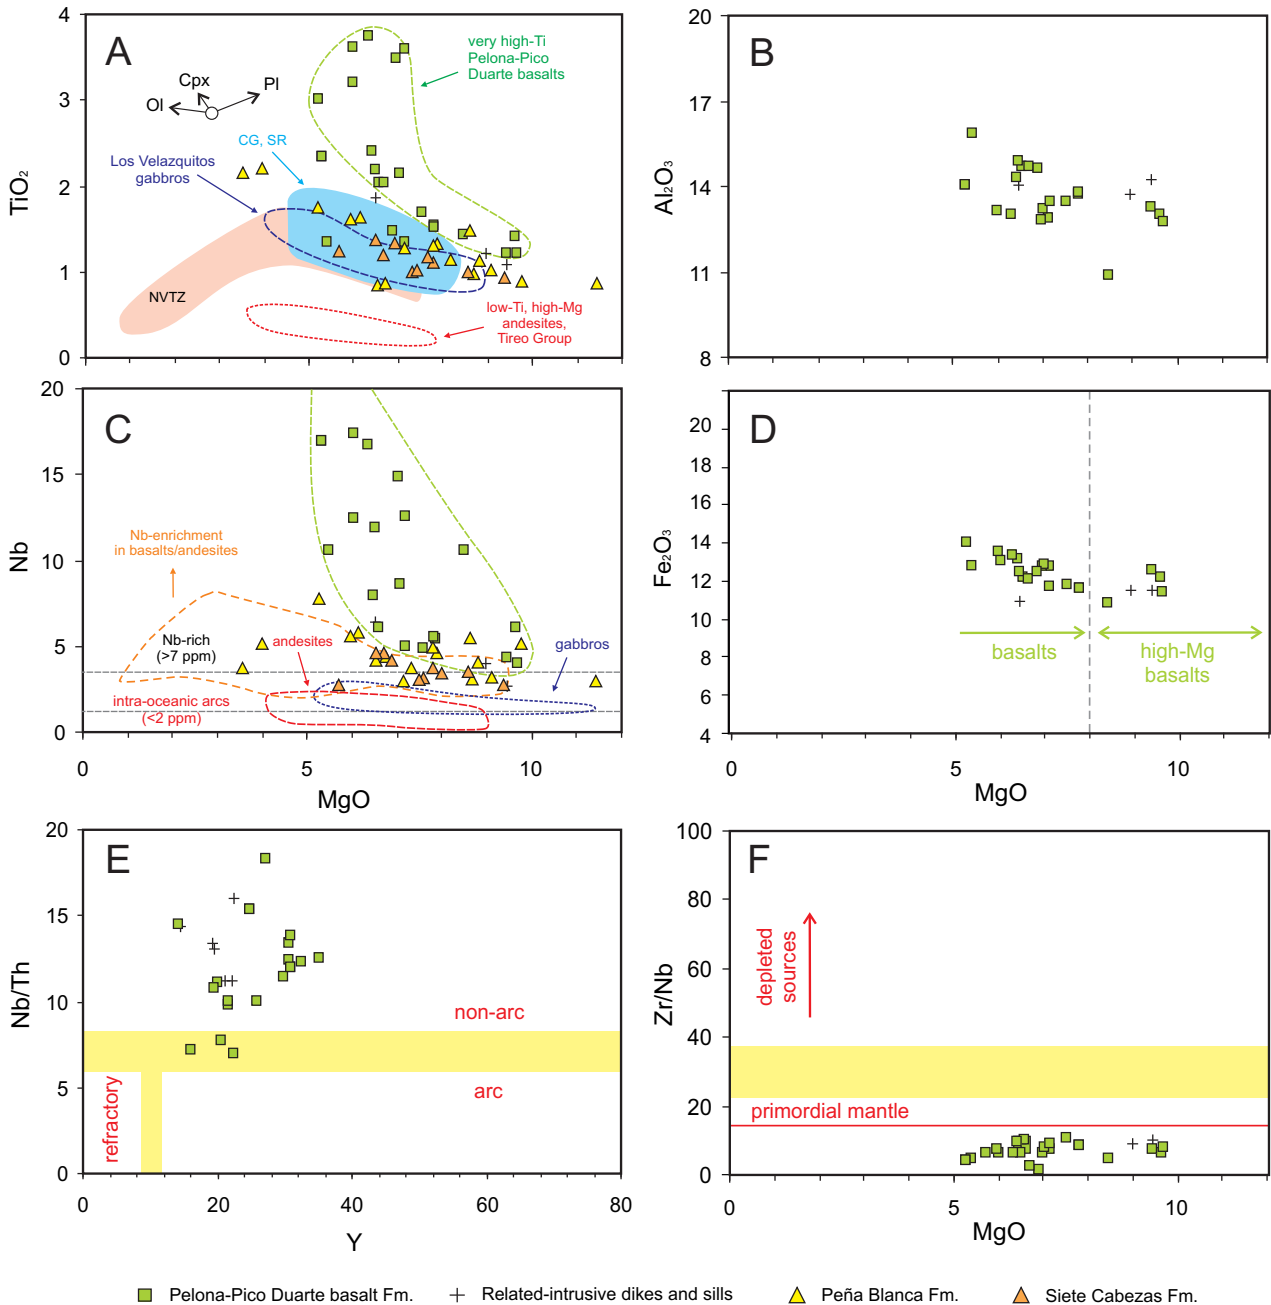 A
TiO2
4
3
2
1
0
Ol
Cpx
Pl
very high-Ti
Pelona-Pico
Duarte basalts
CG, SR
Los Velazquitos
gabbros
NVTZ
low-Ti, high-Mg
andesites,
Tireo Group
B
Al2O3
20
17
14
11
8
C
Nb
20
15
10
5
0
Nb-enrichment
in basalts/andesites
Nb-rich
(>7 ppm)
andesites
gabbros
intra-oceanic arcs
(<2 ppm)
0
5
10
MgO
D
Fe2O3
22
20
18
16
14
12
10
8
6
4
basalts
high-Mg
basalts
0
5
10
MgO
E
Nb/Th
20
15
10
5
0
non-arc
arc
refractory
0
20
40
60
80
Y
F
Zr/Nb
100
80
60
40
20
0
depleted
sources
primordial mantle
0
5
10
MgO
Pelona-Pico Duarte basalt Fm.
Related-intrusive dikes and sills
Peña Blanca Fm.
Siete Cabezas Fm.